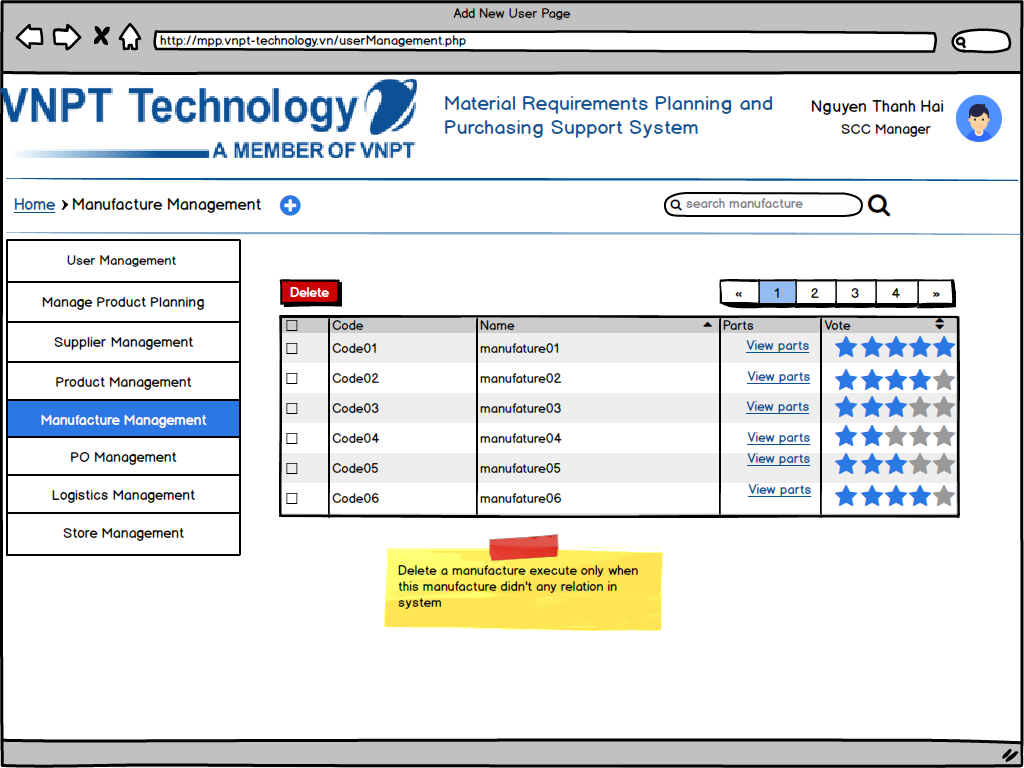 Add New User Page
http://mpp.vnpt-technology.vn/userManagement.php
VNPT Technology
A MEMBER OF VNPT
Material Requirements Planning and
Purchasing Support System
Nguyen Thanh Hai
SCC Manager
Home > Manufacture Management
search manufacture
User Management
Manage Product Planning
Supplier Management
Product Management
Manufacture Management
PO Management
Logistics Management
Store Management
Delete
« 1 2 3 4 »
Code Name Parts Vote
Code01 manufature01 View parts
Code02 manufature02 View parts
Code03 manufature03 View parts
Code04 manufature04 View parts
Code05 manufature05 View parts
Code06 manufature06 View parts
Delete a manufacture execute only when
this manufacture didn't any relation in
system